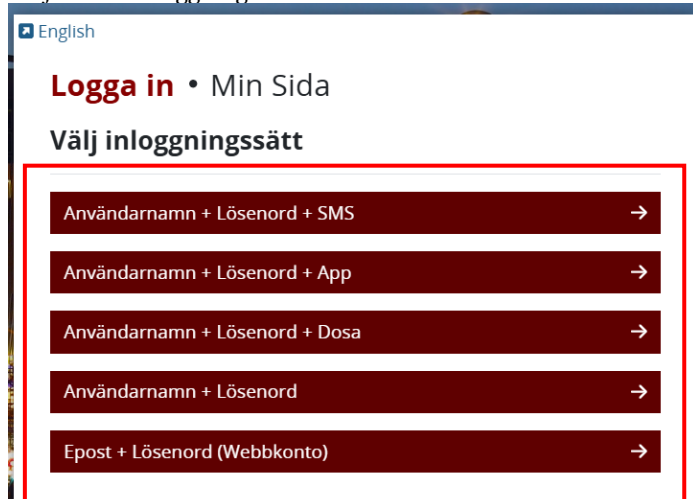 English
Logga in • Min Sida
Välj inloggningssätt
Användarnamn + Lösenord + SMS
Användarnamn + Lösenord + App
Användarnamn + Lösenord + Dosa
Användarnamn + Lösenord
Epost + Lösenord (Webbkonto)